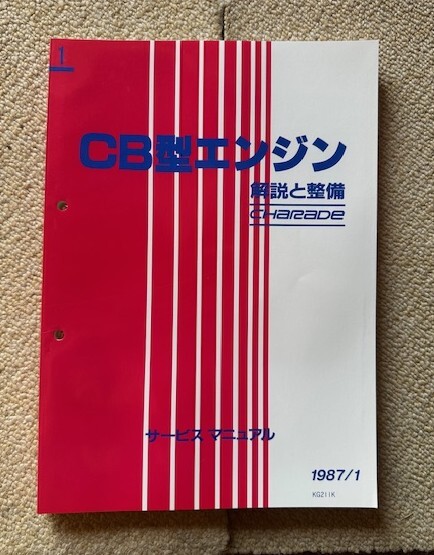 1
CB型エンジン
解説と整備
CHARADE
サービス マニュアル
1987/1
KG211K